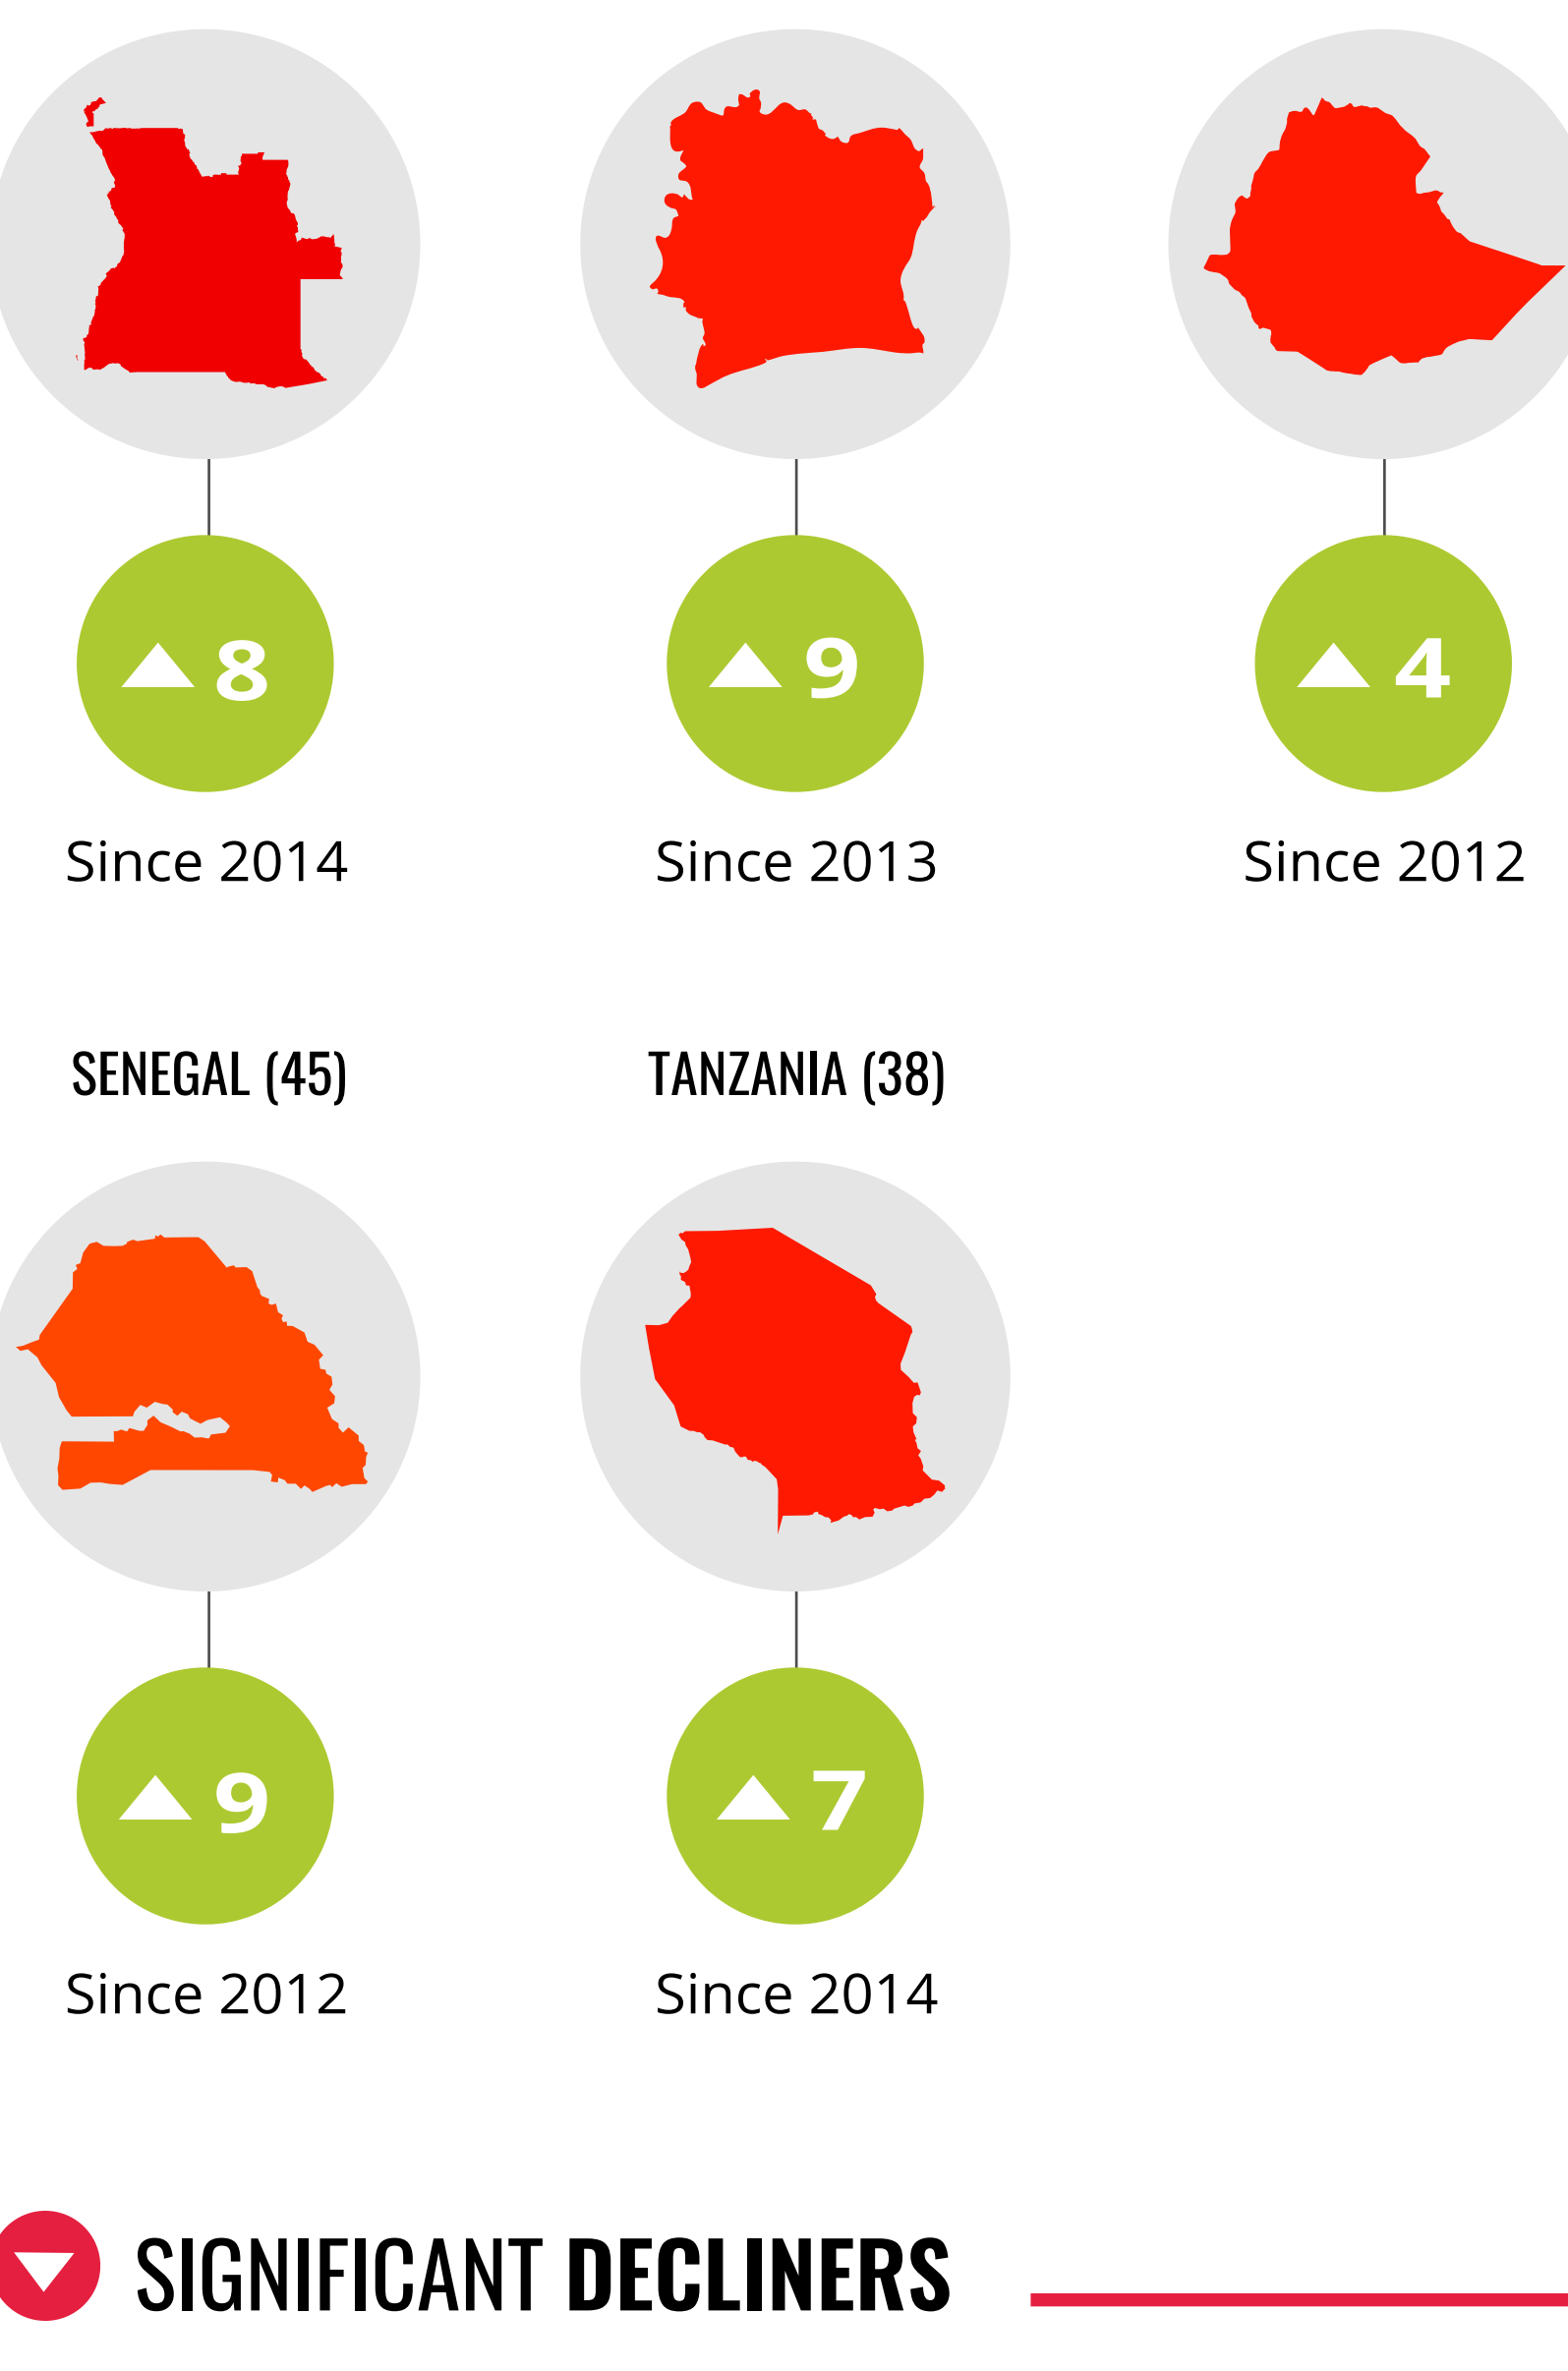 8 9 4
Since 2014 Since 2013 Since 2012
SENEGAL (45) TANZANIA (38)
9 7
Since 2012 Since 2014
SIGNIFICANT DECLINERS